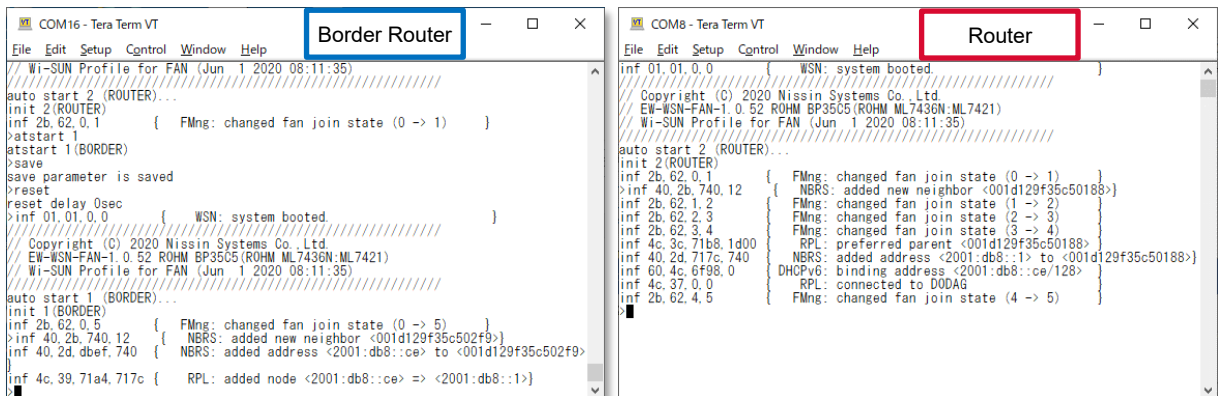 COM16 - Tera Term VT
Border Router
File Edit Setup Control Window Help
// Wi-SUN Profile for FAN (Jun  1 2020 08:11:35)
/////////////////////////////////////////////////////////
auto start 2 (ROUTER)...
init 2(ROUTER)
inf 2b,62,0,1      {  FMng: changed fan join state (0 -> 1)     }
>atstart 1
atstart 1(BORDER)
>save
save parameter is saved
>reset
reset delay 0sec
>inf 01,01,0,0      {    WSN: system booted.                     }
/////////////////////////////////////////////////////////
// Copyright (C) 2020 Nissin Systems Co.,Ltd.
// EW-WSN-FAN-1.0.52 ROHM BP35C5(ROHM ML7436N:ML7421)
// Wi-SUN Profile for FAN (Jun  1 2020 08:11:35)
/////////////////////////////////////////////////////////
auto start 1 (BORDER)...
init 1(BORDER)
inf 2b,62,0,5      {  FMng: changed fan join state (0 -> 5)     }
>inf 40,2b,740,12    {   NBRS: added new neighbor <001d129f35c502f9>}
inf 40,2d,dbef,740  {   NBRS: added address <2001:db8::ce> to <001d129f35c502f9>
}
inf 4c,39,71a4,717c {    RPL: added node <2001:db8::ce> => <2001:db8::1>}
>
COM8 - Tera Term VT
Router
File Edit Setup Control Window Help
inf 01,01,0,0      {    WSN: system booted.                     }
/////////////////////////////////////////////////////////
// Copyright (C) 2020 Nissin Systems Co.,Ltd.
// EW-WSN-FAN-1.0.52 ROHM BP35C5(ROHM ML7436N:ML7421)
// Wi-SUN Profile for FAN (Jun  1 2020 08:11:35)
/////////////////////////////////////////////////////////
auto start 2 (ROUTER)...
init 2(ROUTER)
inf 2b,62,0,1      {  FMng: changed fan join state (0 -> 1)     }
>inf 40,2b,740,12    {   NBRS: added new neighbor <001d129f35c50188>}
inf 2b,62,1,2      {  FMng: changed fan join state (1 -> 2)     }
inf 2b,62,2,3      {  FMng: changed fan join state (2 -> 3)     }
inf 2b,62,3,4      {  FMng: changed fan join state (3 -> 4)     }
inf 4c,3c,71b8,1d00 {    RPL: preferred parent <001d129f35c50188> }
inf 40,2d,717c,740  {   NBRS: added address <2001:db8::1> to <001d129f35c50188>}
inf 60,4c,6f98,0   { DHCPv6: binding address <2001:db8::ce/128>  }
inf 4c,37,0,0      {    RPL: connected to DODAG                 }
inf 2b,62,4,5      {  FMng: changed fan join state (4 -> 5)     }
>